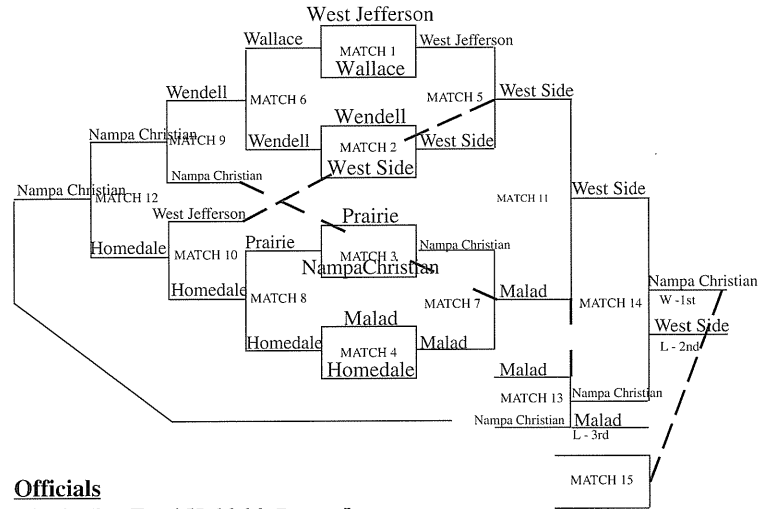 West Jefferson
Wallace
MATCH 1
West Jefferson
Wallace
Wendell
MATCH 6
MATCH 5
West Side
Wendell
Nampa Christian
MATCH 9
Wendell
MATCH 2
West Side
West Side
Nampa Christian
Nampa Christian
MATCH 12
MATCH 11
West Side
West Jefferson
Prairie
Homedale
MATCH 10
Prairie
MATCH 3
Nampa Christian
NampaChristian
Nampa Christian
W -1st
Homedale
MATCH 8
MATCH 7
Malad
MATCH 14
Malad
West Side
L - 2nd
Homedale
MATCH 4
Malad
Homedale
Malad
MATCH 13
Nampa Christian
Nampa Christian
Malad
L - 3rd
MATCH 15
Officials